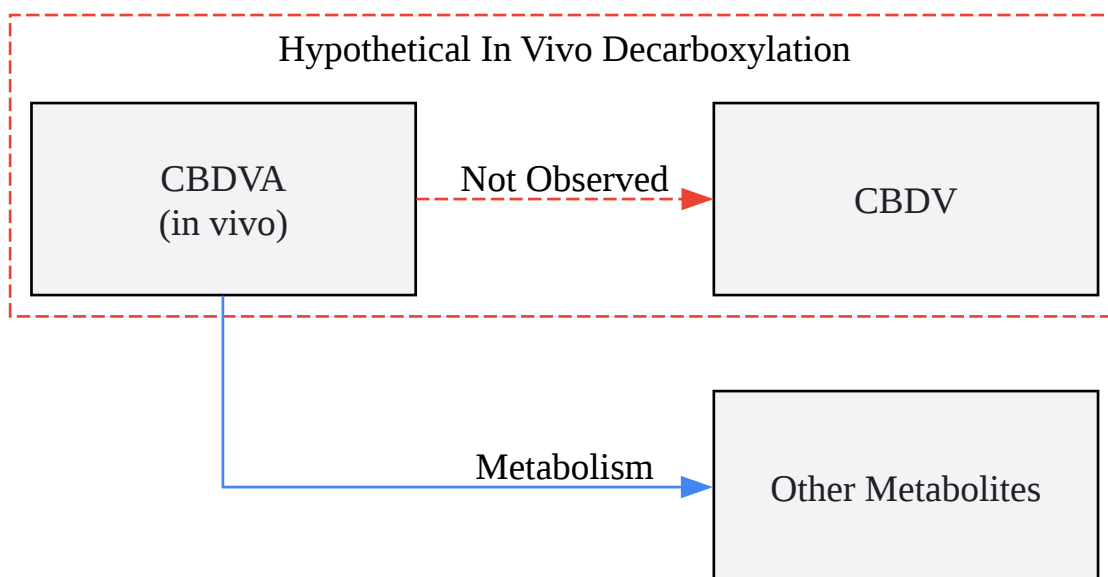 Hypothetical In Vivo Decarboxylation
CBDVA
(in vivo)
Not Observed
CBDV
Metabolism
Other Metabolites